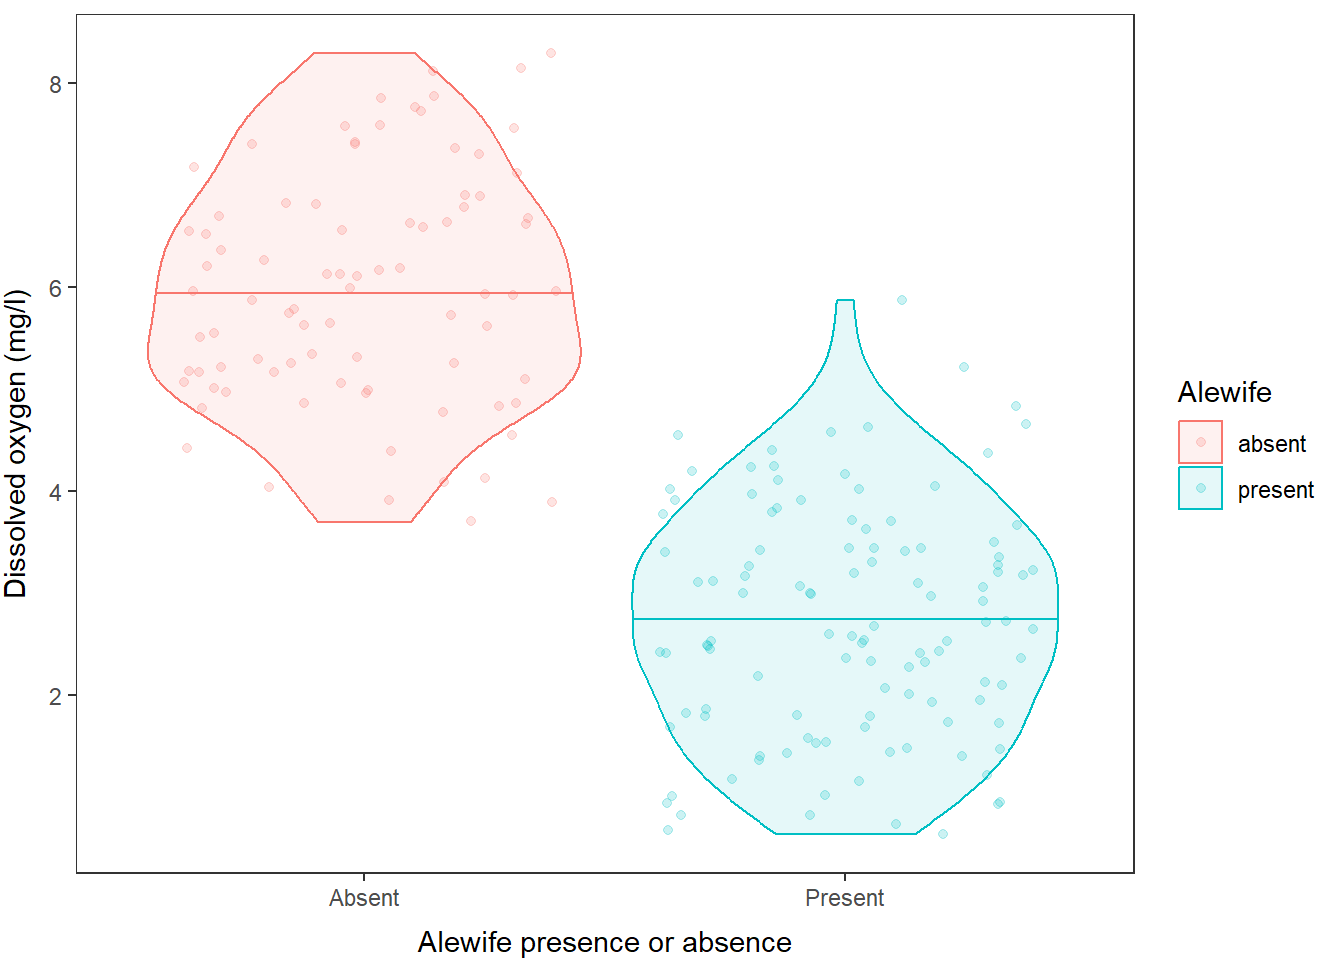 Dissolved oxygen (mg/l)
8
6
4
2
Absent
Present
Alewife presence or absence
Alewife
absent
present